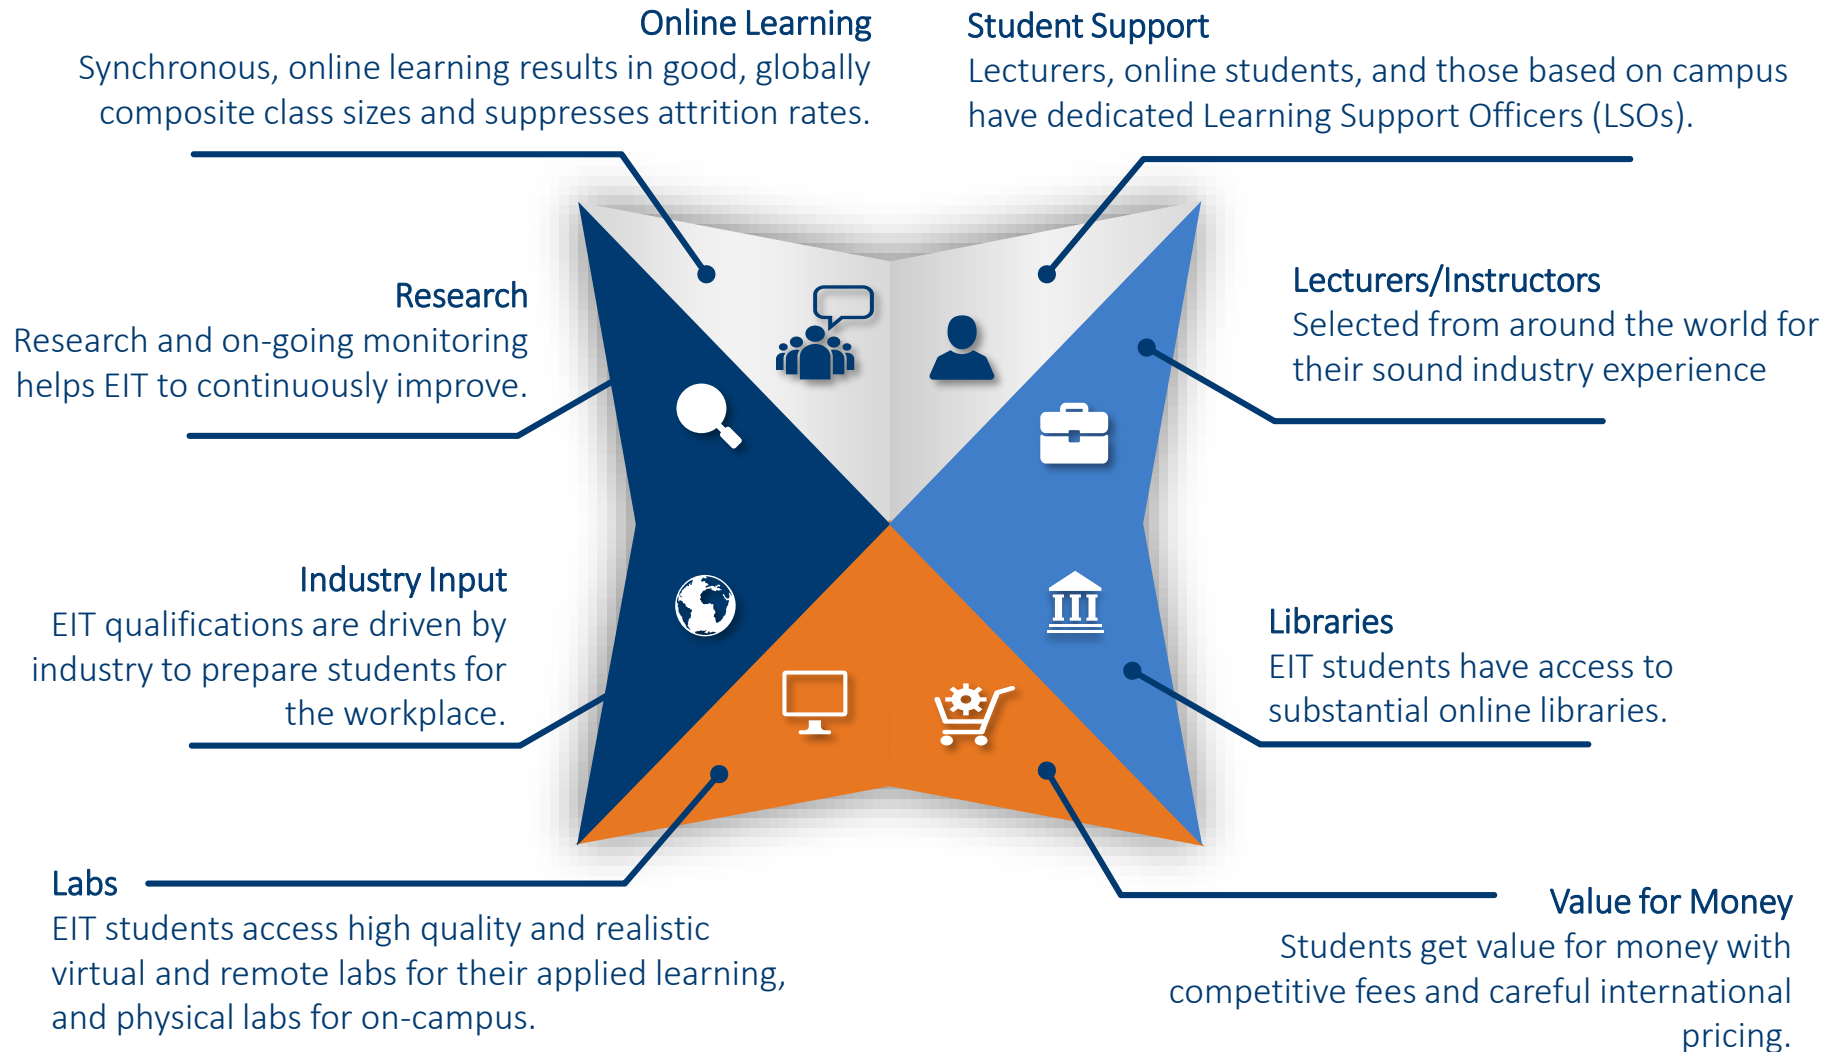 Online Learning
Synchronous, online learning results in good, globally
composite class sizes and suppresses attrition rates.
Student Support
Lecturers, online students, and those based on campus
have dedicated Learning Support Officers (LSOs).
Research
Research and on-going monitoring
helps EIT to continuously improve.
Lecturers/Instructors
Selected from around the world for
their sound industry experience
Industry Input
EIT qualifications are driven by
industry to prepare students for
the workplace.
Libraries
EIT students have access to
substantial online libraries.
Labs
EIT students access high quality and realistic
virtual and remote labs for their applied learning,
and physical labs for on-campus.
Value for Money
Students get value for money with
competitive fees and careful international
pricing.